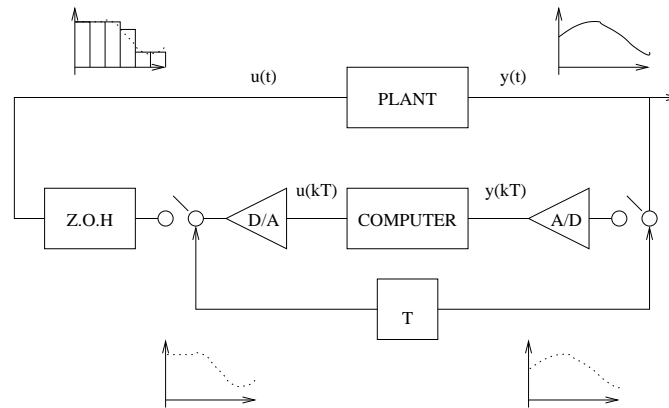 u(t)
PLANT
y(t)
Z.O.H
D/A
u(kT)
COMPUTER
y(kT)
A/D
T